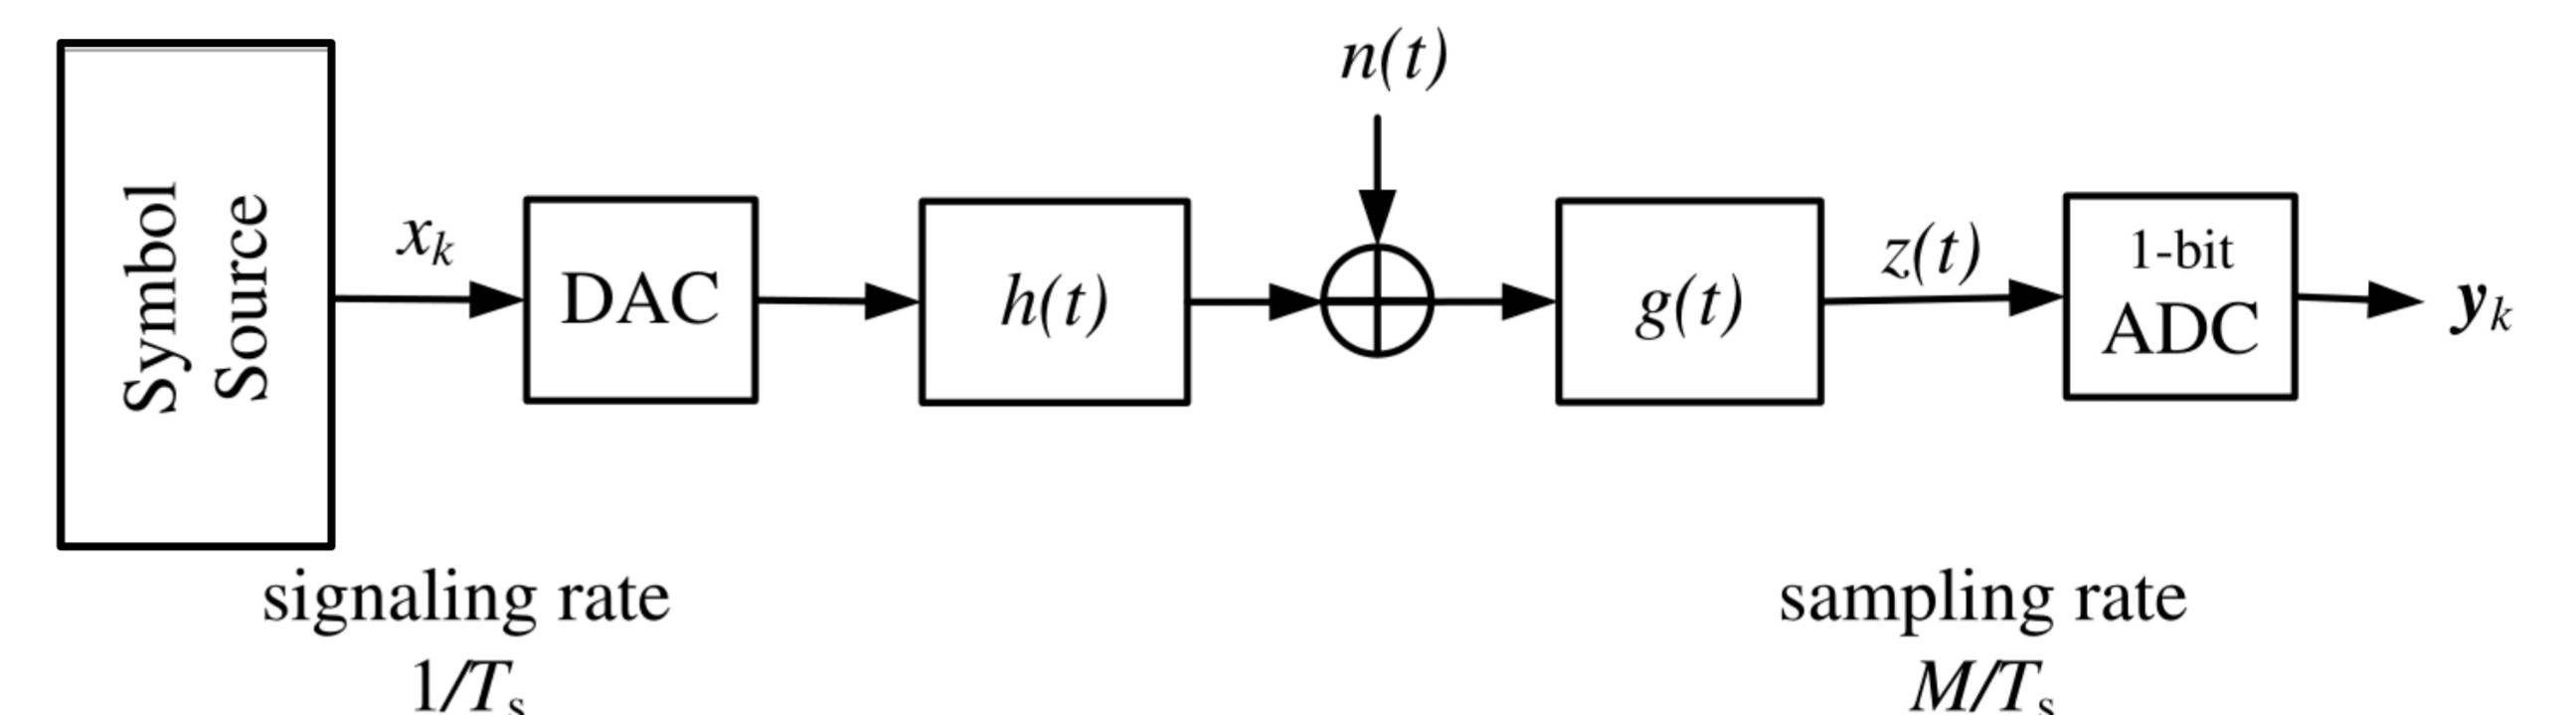 n(t)
Symbol
Source
x_k
DAC
h(t)
g(t)
z(t)
1-bit
ADC
y_k
signaling rate
1/T_s
sampling rate
M/T_s